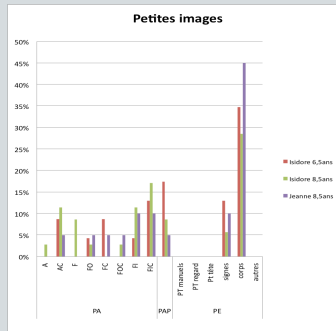 Petites images
50%
45%
40%
35%
30%
25%
20%
15%
10%
5%
0%
A
AC
F
FO
FC
FOC
FI
FIC
PT manuels
PT regard
PT tête
signes
corps
autres
PA
PAP
PE
Isidore 6,5ans
Isidore 8,5ans
Jeanne 8,5ans